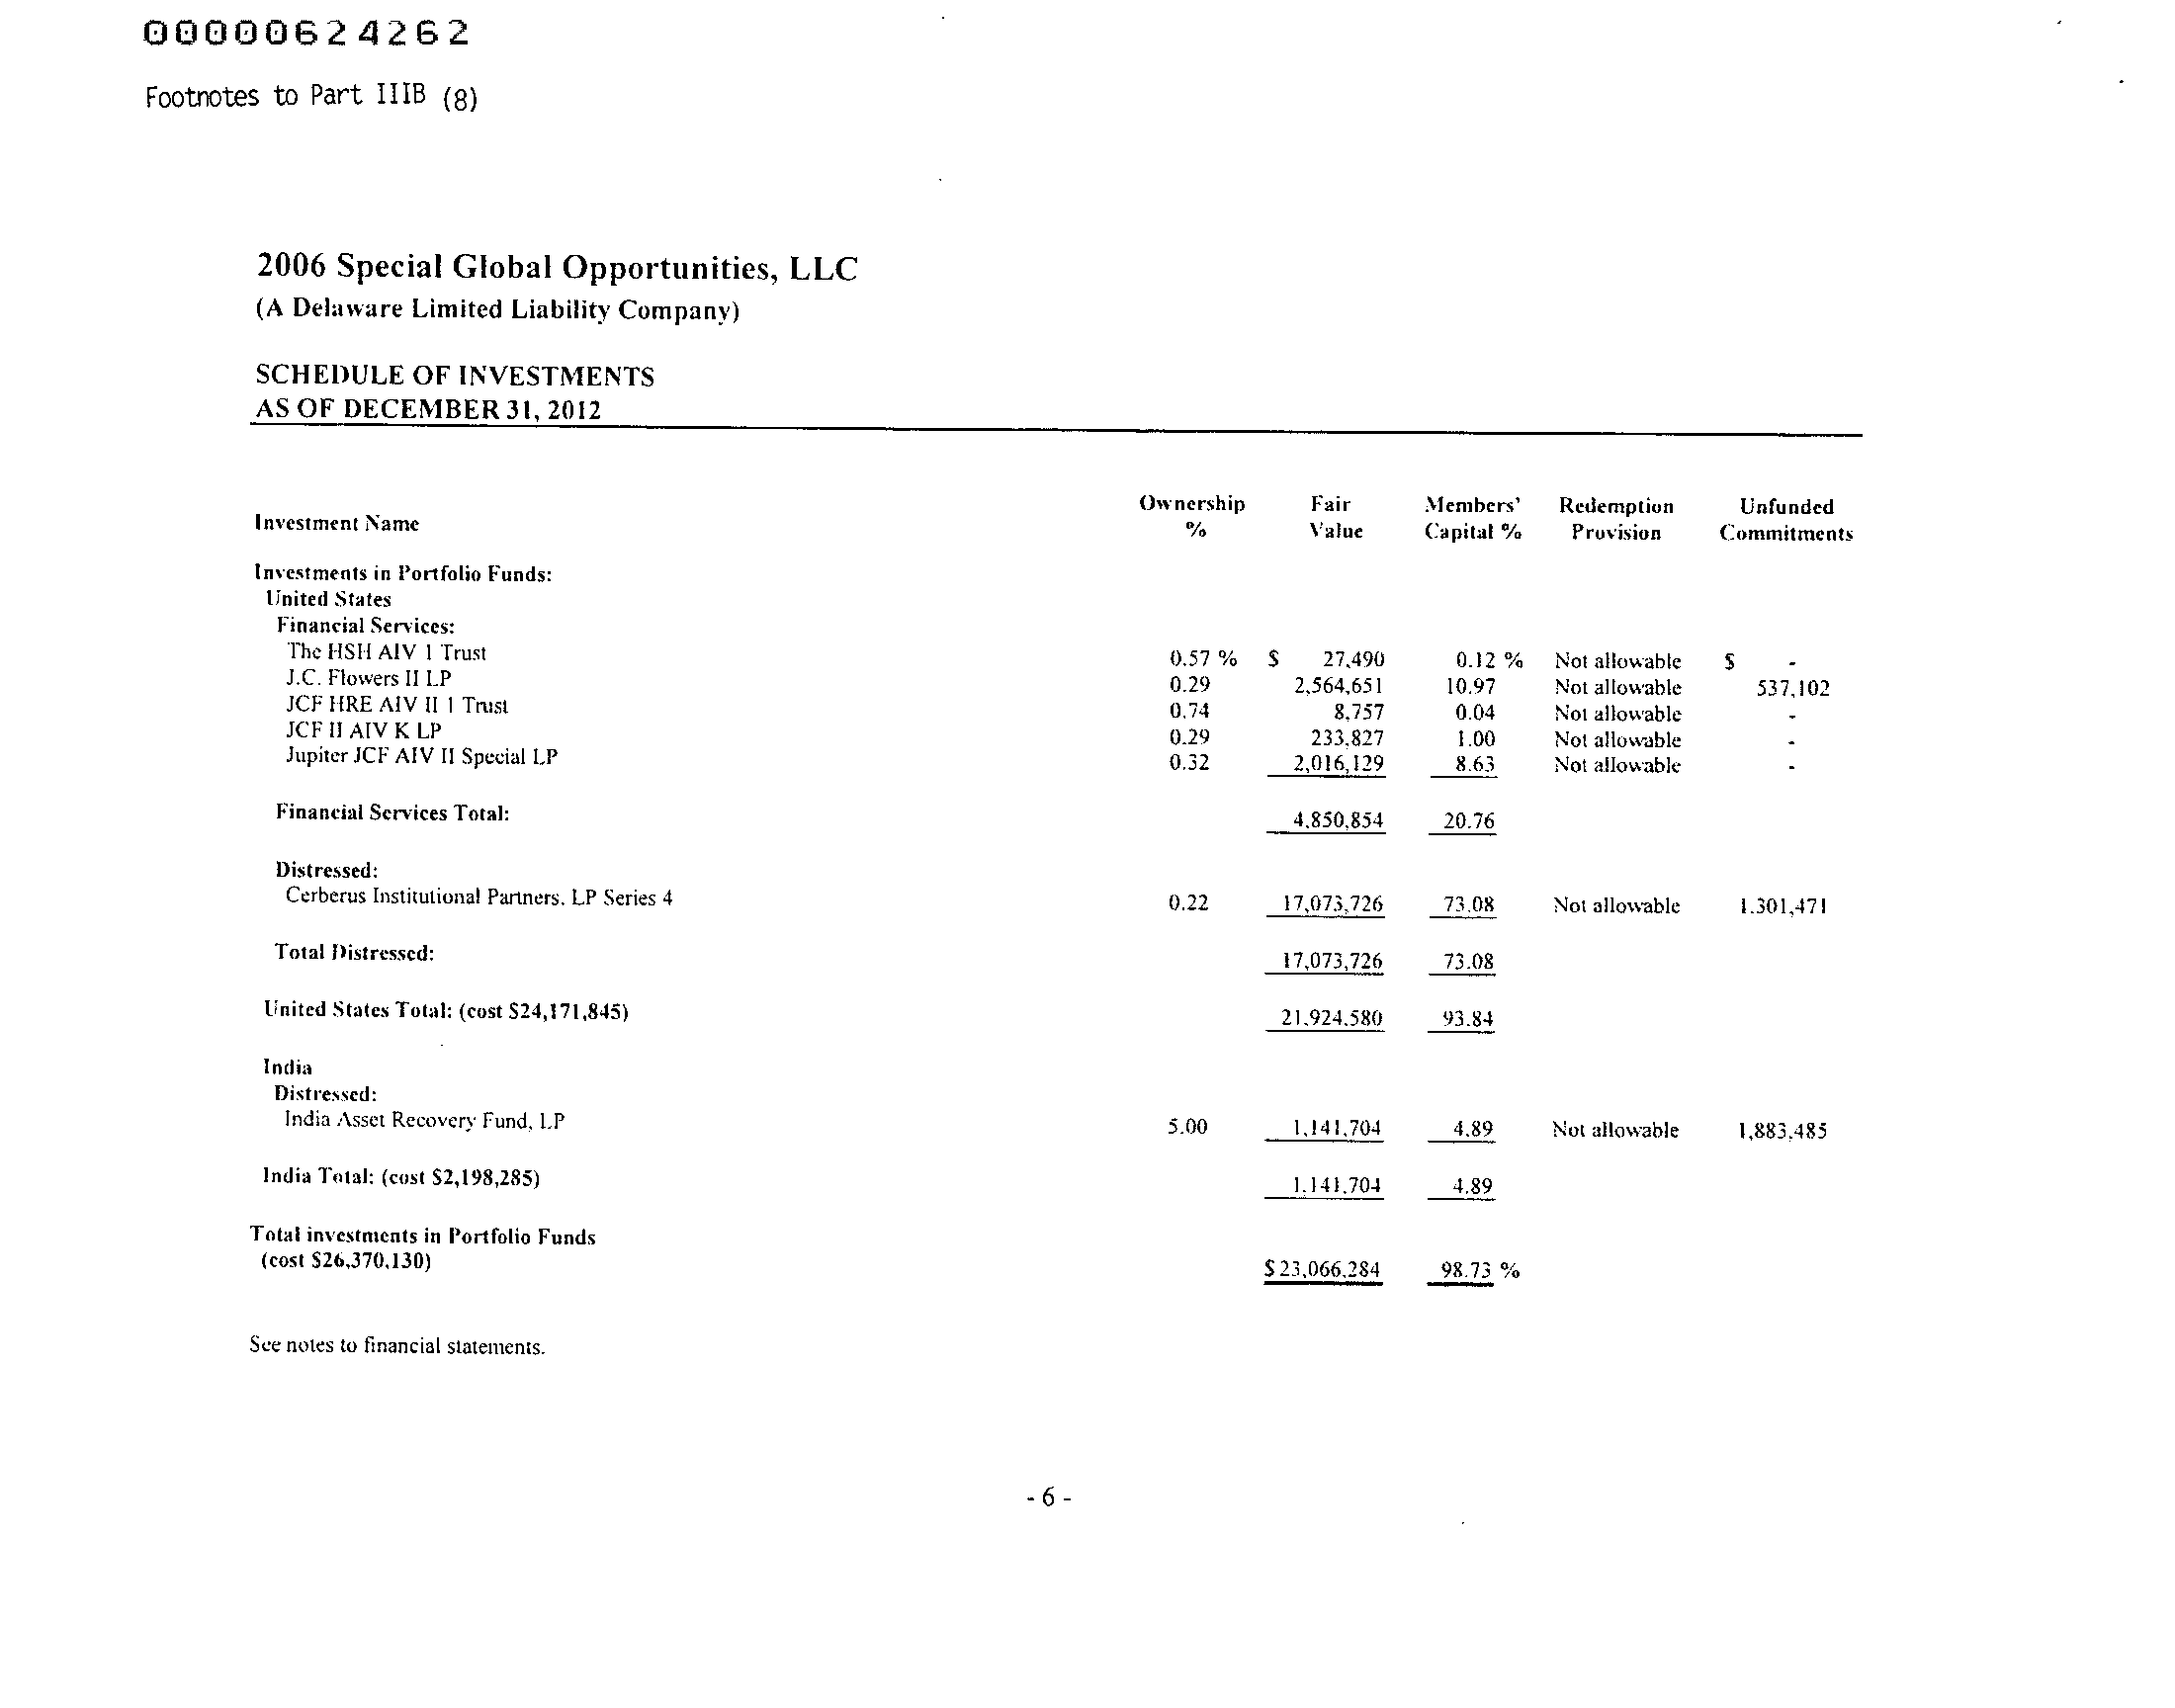 00000624262
Footnotes to Part IIIB (8)
2006 Special Global Opportunities, LLC
(A Delaware Limited Liability Company)
SCHEDULE OF INVESTMENTS
AS OF DECEMBER 31, 2012
Investment Name Ownership % Fair Value Members' Capital % Redemption Provision Unfunded Commitments
Investments in Portfolio Funds:
United States
Financial Services:
The HSH AIV 1 Trust 0.57 % $ 27,490 0.12 % Not allowable $ -
J.C. Flowers II LP 0.29 2,564,651 10.97 Not allowable 537,102
JCF HRE AIV II 1 Trust 0.74 8,757 0.04 Not allowable -
JCF II AIV K LP 0.29 233,827 1.00 Not allowable -
Jupiter JCF AIV II Special LP 0.32 2,016,129 8.63 Not allowable -
Financial Services Total: 4,850,854 20.76
Distressed:
Cerberus Institutional Partners, LP Series 4 0.22 17,073,726 73.08 Not allowable 1,301,471
Total Distressed: 17,073,726 73.08
United States Total: (cost $24,171,845) 21,924,580 93.84
India
Distressed:
India Asset Recovery Fund, LP 5.00 1,141,704 4.89 Not allowable 1,883,485
India Total: (cost $2,198,285) 1,141,704 4.89
Total investments in Portfolio Funds
(cost $26,370,130) $ 23,066,284 98.73 %
See notes to financial statements.
- 6 -